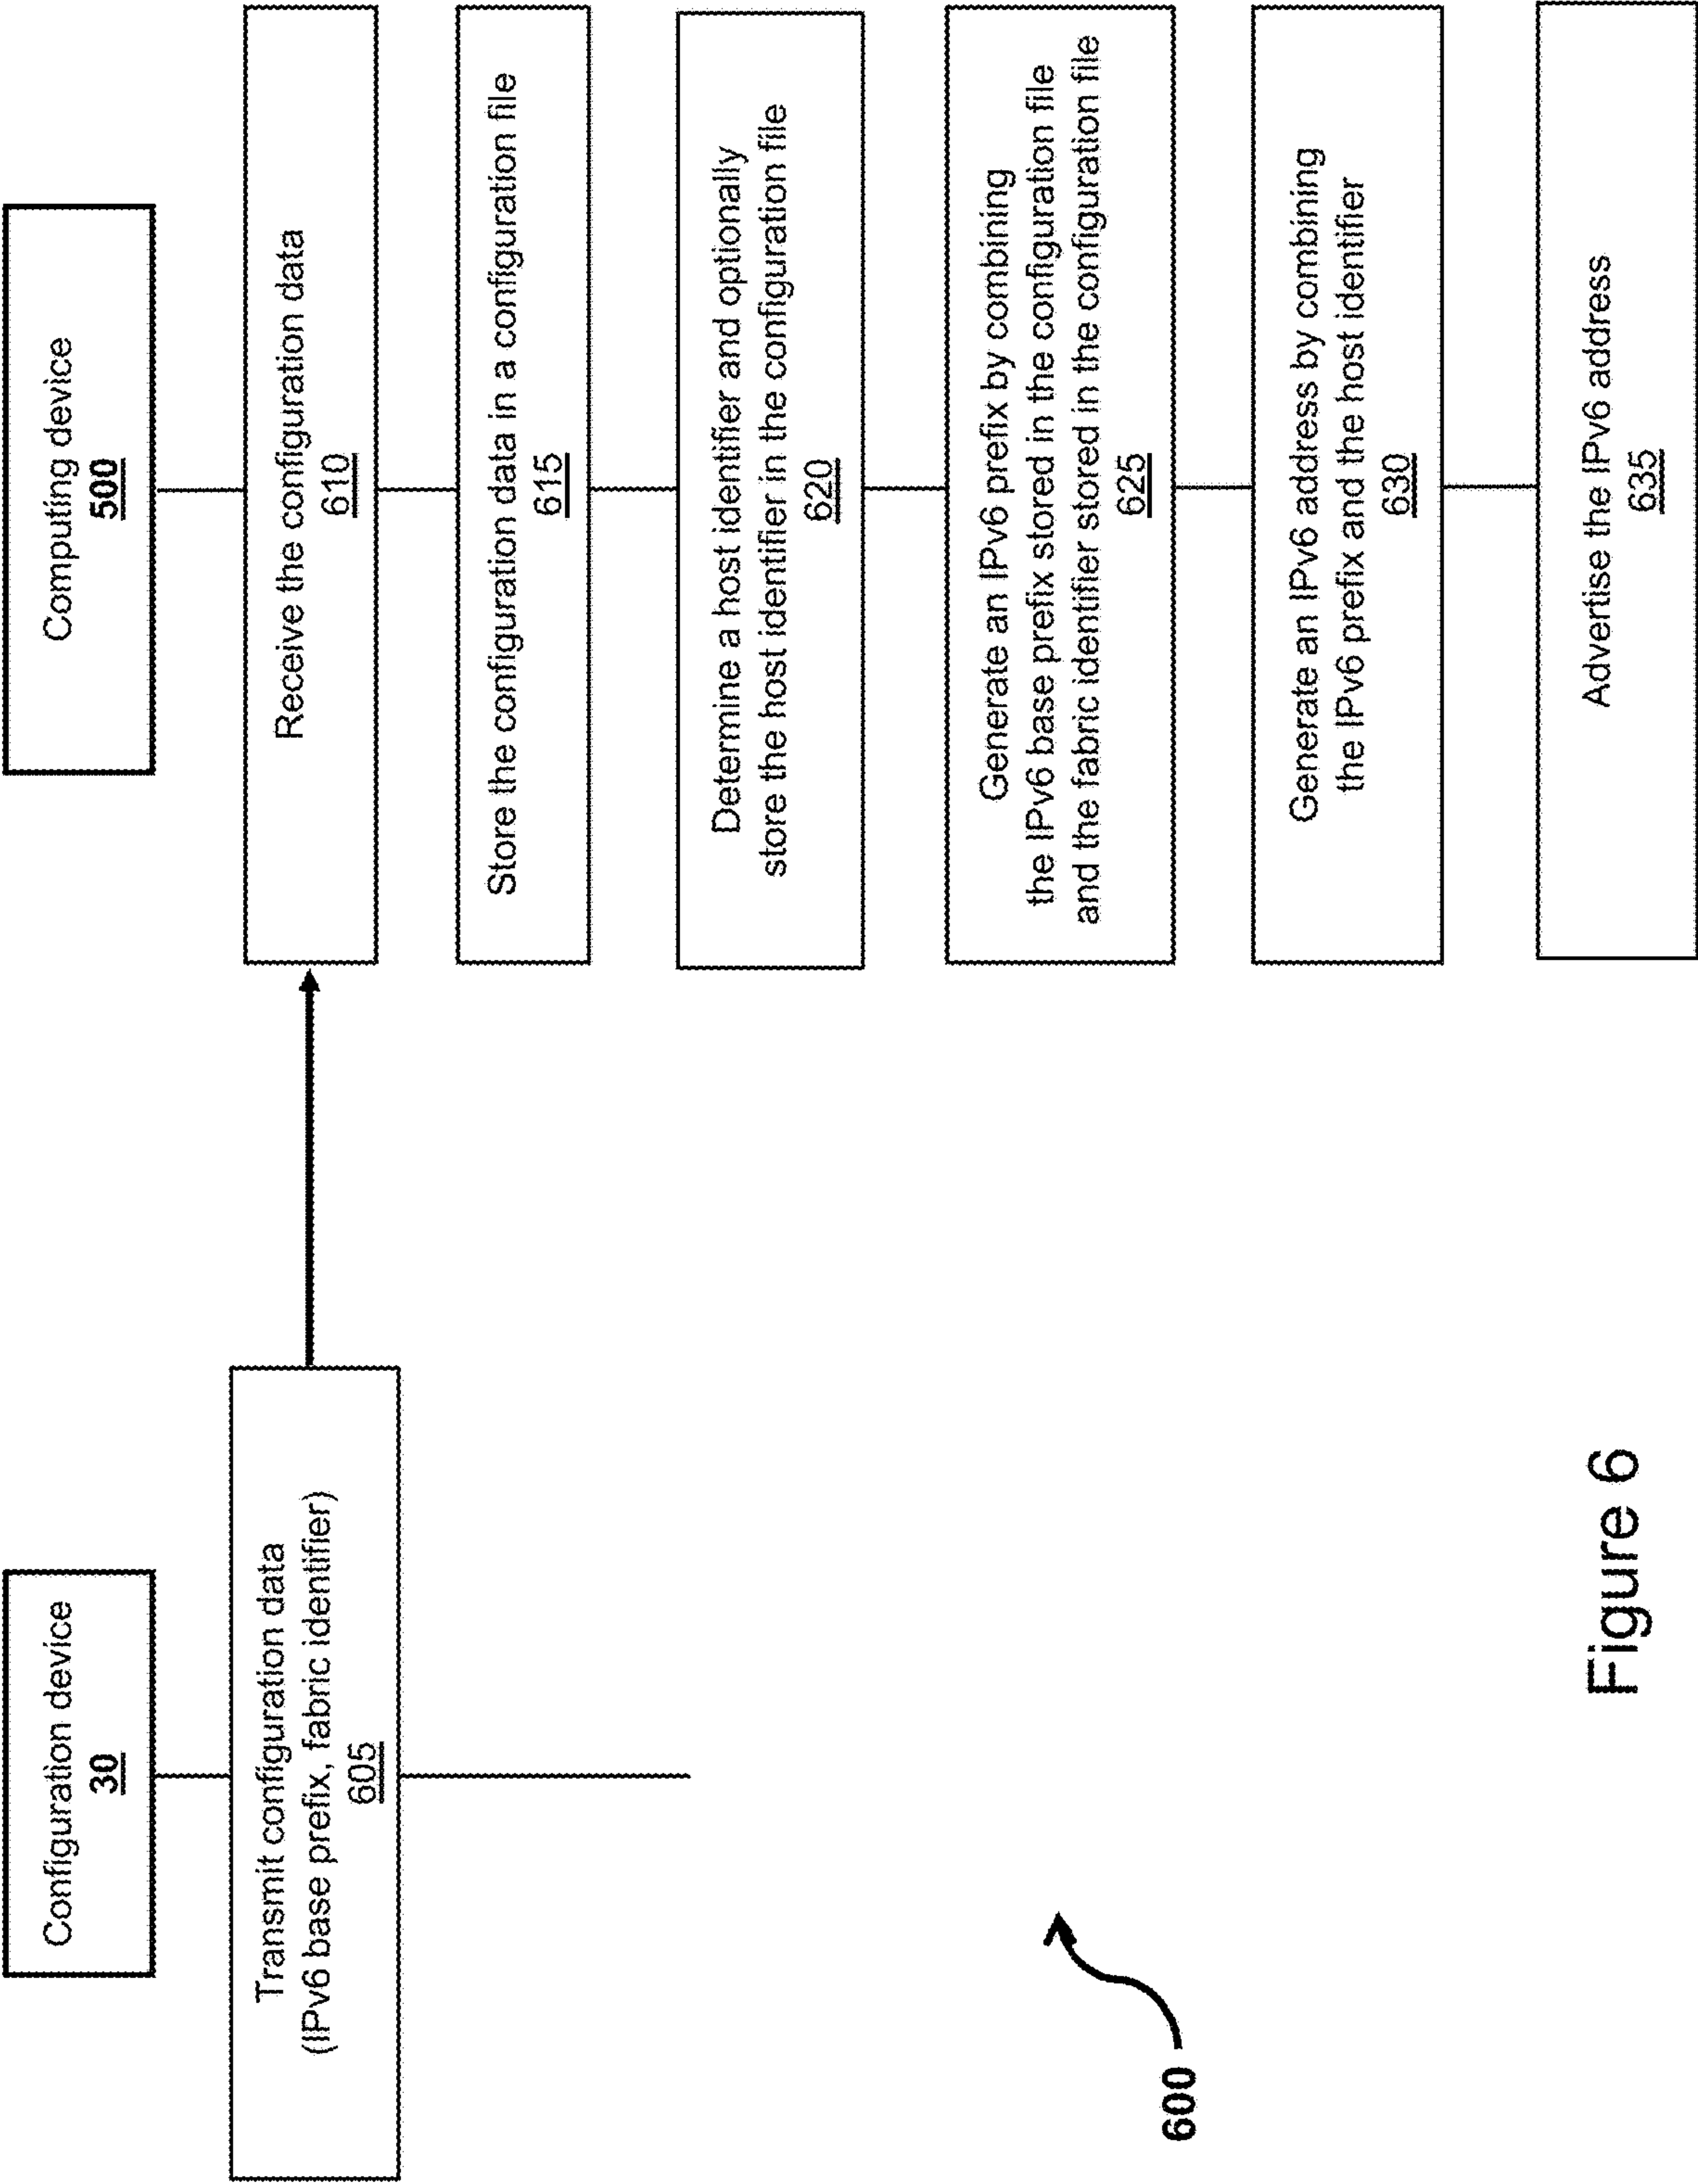 Configuration device
30
Computing device
500
Transmit configuration data
(IPv6 base prefix, fabric identifier)
605
Receive the configuration data
610
Store the configuration data in a configuration file
615
Determine a host identifier and optionally
store the host identifier in the configuration file
620
Generate an IPv6 prefix by combining
the IPv6 base prefix stored in the configuration file
and the fabric identifier stored in the configuration file
625
Generate an IPv6 address by combining
the IPv6 prefix and the host identifier
630
Advertise the IPv6 address
635
600
Figure 6